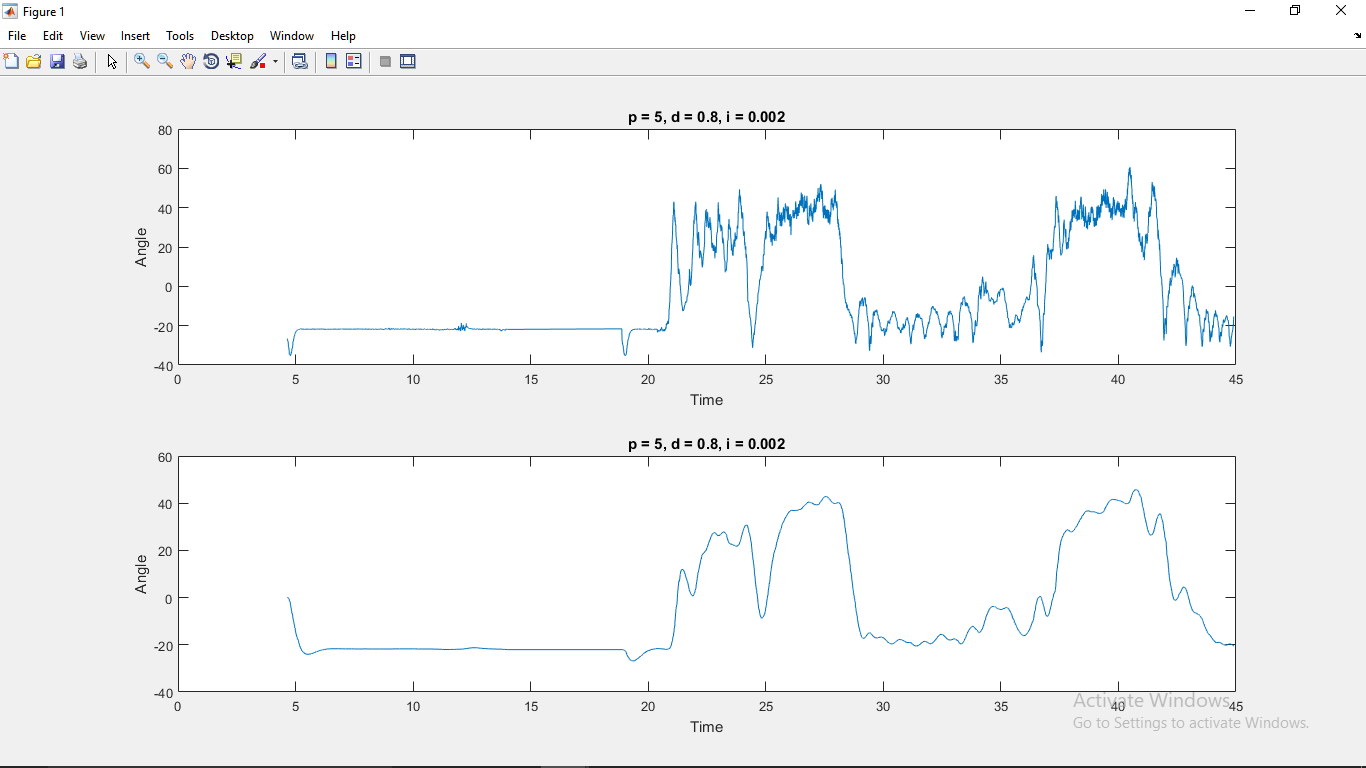 Figure 1
File Edit View Insert Tools Desktop Window Help
p = 5, d = 0.8, i = 0.002
80
60
40
20
0
-20
-40
Angle
0 5 10 15 20 25 30 35 40 45
Time
p = 5, d = 0.8, i = 0.002
60
40
20
0
-20
-40
Angle
0 5 10 15 20 25 30 35 40 45
Time
Activate Windows
Go to Settings to activate Windows.